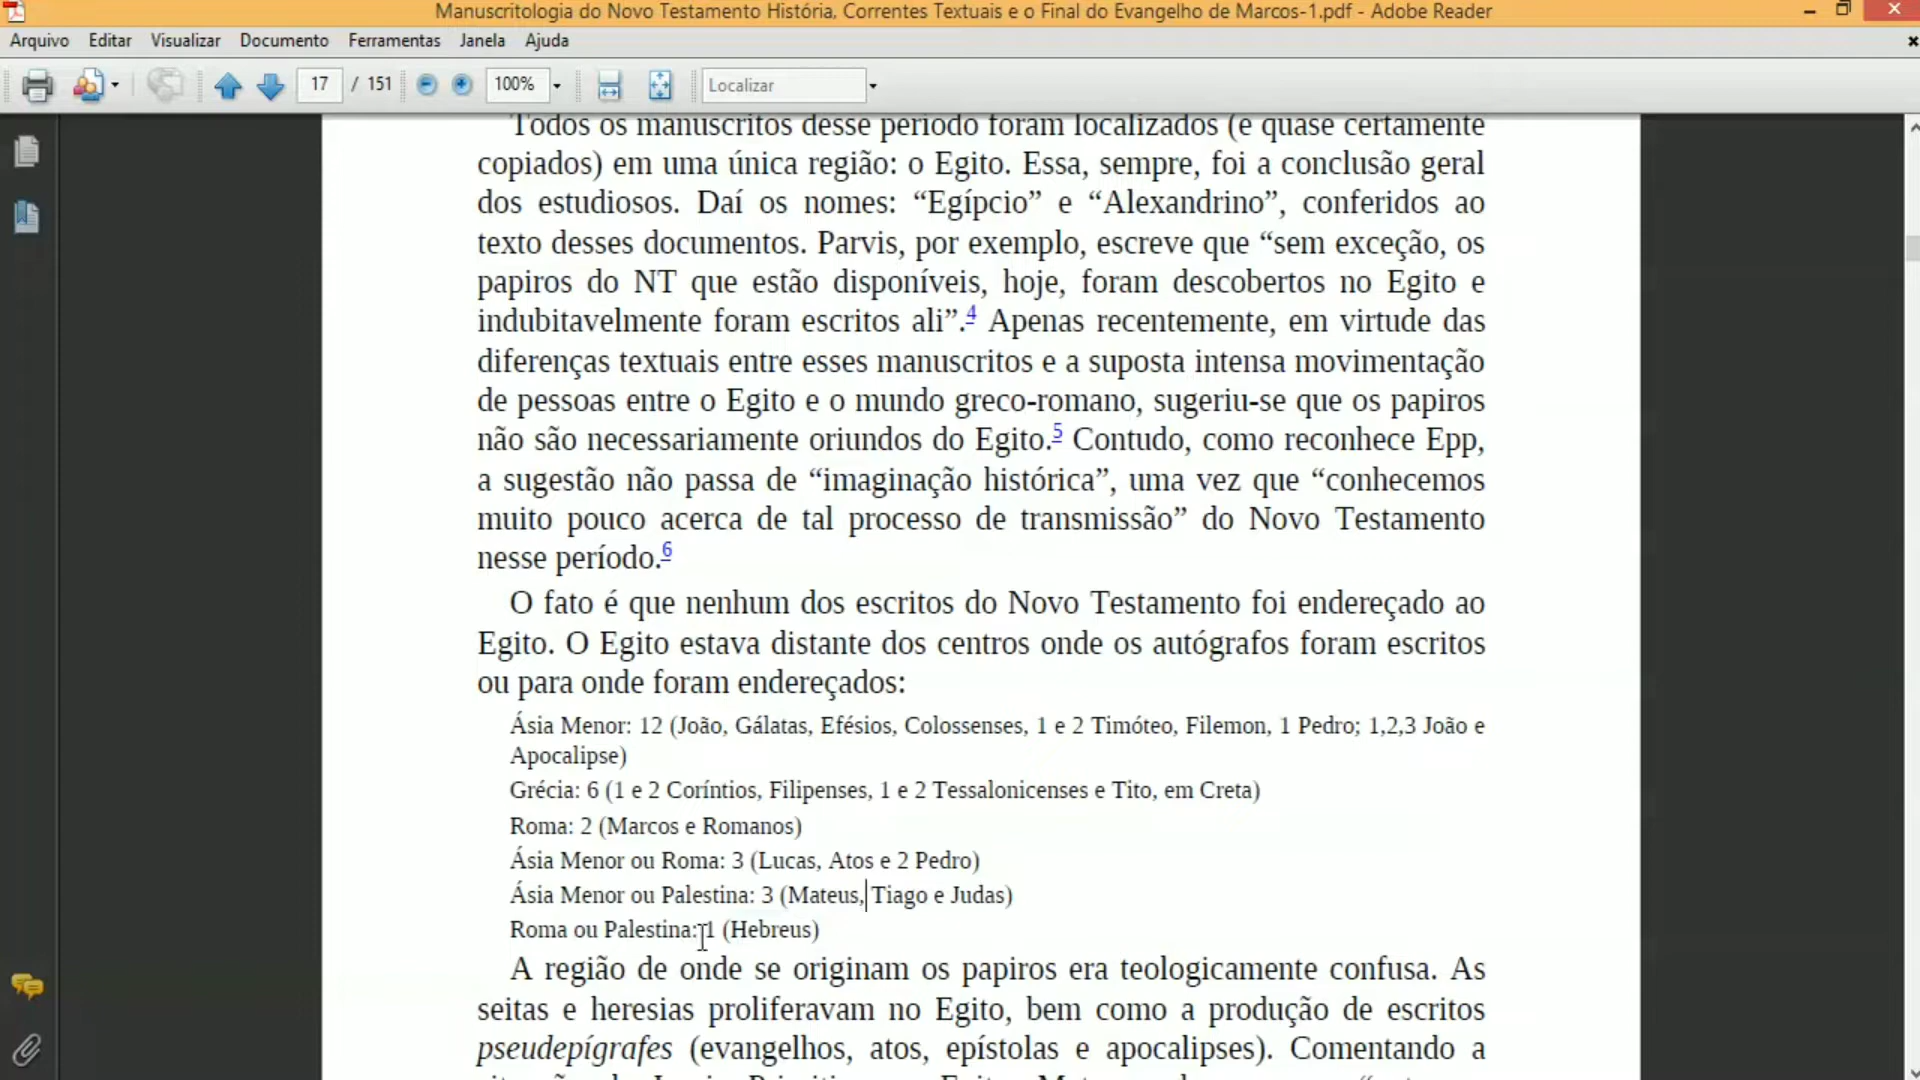 Manuscritologia do Novo Testamento História, Correntes Textuais e o Final do Evangelho de Marcos-1.pdf - Adobe Reader
Arquivo Editar Visualizar Documento Ferramentas Janela Ajuda
17 / 151 100% Localizar
Todos os manuscritos desse período foram localizados (e quase certamente
copiados) em uma única região: o Egito. Essa, sempre, foi a conclusão geral
dos estudiosos. Daí os nomes: “Egípcio” e “Alexandrino”, conferidos ao
texto desses documentos. Parvis, por exemplo, escreve que “sem exceção, os
papiros do NT que estão disponíveis, hoje, foram descobertos no Egito e
indubitavelmente foram escritos ali”.4 Apenas recentemente, em virtude das
diferenças textuais entre esses manuscritos e a suposta intensa movimentação
de pessoas entre o Egito e o mundo greco-romano, sugeriu-se que os papiros
não são necessariamente oriundos do Egito.5 Contudo, como reconhece Epp,
a sugestão não passa de “imaginação histórica”, uma vez que “conhecemos
muito pouco acerca de tal processo de transmissão” do Novo Testamento
nesse período.6
O fato é que nenhum dos escritos do Novo Testamento foi endereçado ao
Egito. O Egito estava distante dos centros onde os autógrafos foram escritos
ou para onde foram endereçados:
Ásia Menor: 12 (João, Gálatas, Efésios, Colossenses, 1 e 2 Timóteo, Filemon, 1 Pedro; 1,2,3 João e
Apocalipse)
Grécia: 6 (1 e 2 Coríntios, Filipenses, 1 e 2 Tessalonicenses e Tito, em Creta)
Roma: 2 (Marcos e Romanos)
Ásia Menor ou Roma: 3 (Lucas, Atos e 2 Pedro)
Ásia Menor ou Palestina: 3 (Mateus, Tiago e Judas)
Roma ou Palestina: 1 (Hebreus)
A região de onde se originam os papiros era teologicamente confusa. As
seitas e heresias proliferavam no Egito, bem como a produção de escritos
pseudepígrafes (evangelhos, atos, epístolas e apocalipses). Comentando a